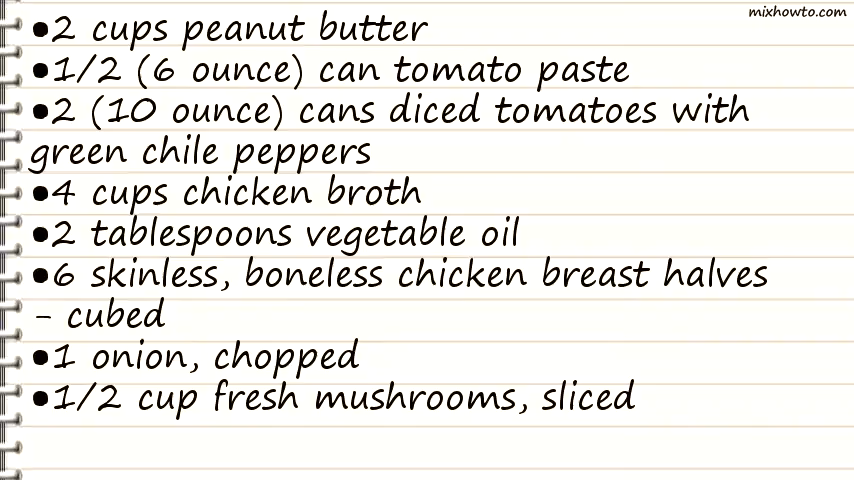 mixhowto.com
•2 cups peanut butter
•1/2 (6 ounce) can tomato paste
•2 (10 ounce) cans diced tomatoes with
green chile peppers
•4 cups chicken broth
•2 tablespoons vegetable oil
•6 skinless, boneless chicken breast halves
- cubed
•1 onion, chopped
•1/2 cup fresh mushrooms, sliced